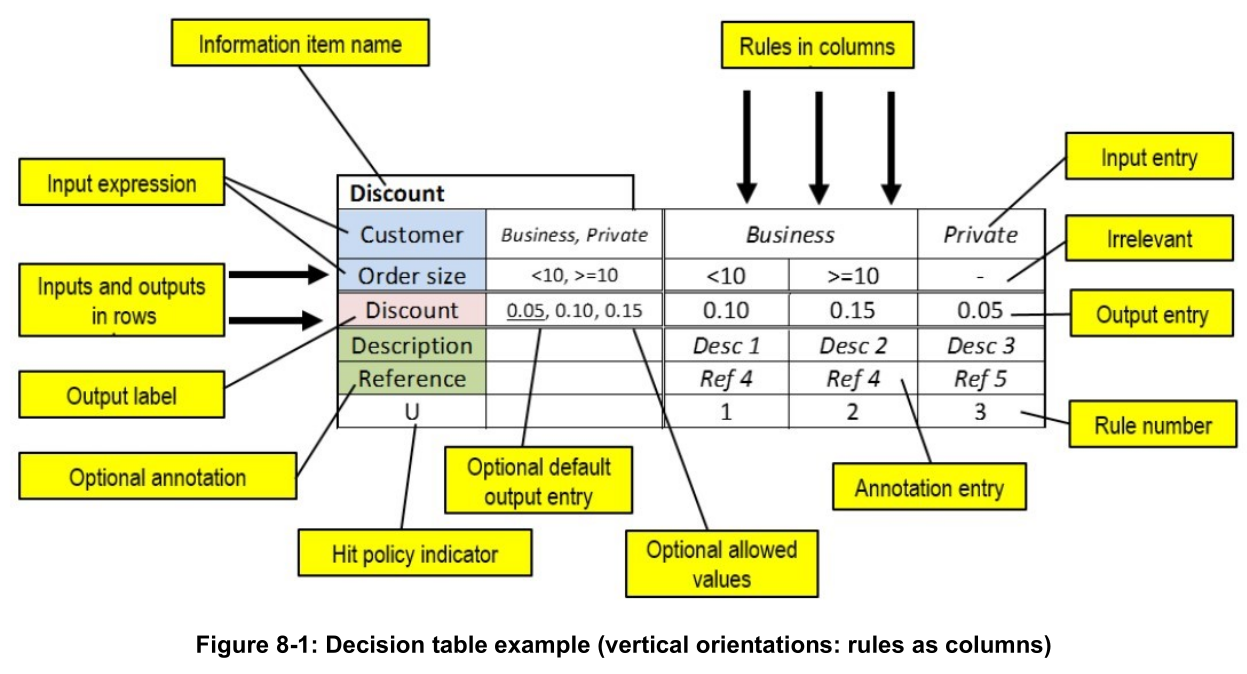 Information item name
Rules in columns
Input expression
Input entry
Discount
Customer Business, Private Business Private
Irrelevant
Order size <10, >=10 <10 >=10 -
Inputs and outputs
in rows
Discount 0.05, 0.10, 0.15 0.10 0.15 0.05
Output entry
Description Desc 1 Desc 2 Desc 3
Reference Ref 4 Ref 4 Ref 5
Output label
U 1 2 3
Rule number
Optional annotation
Optional default
output entry
Annotation entry
Hit policy indicator
Optional allowed
values
Figure 8-1: Decision table example (vertical orientations: rules as columns)